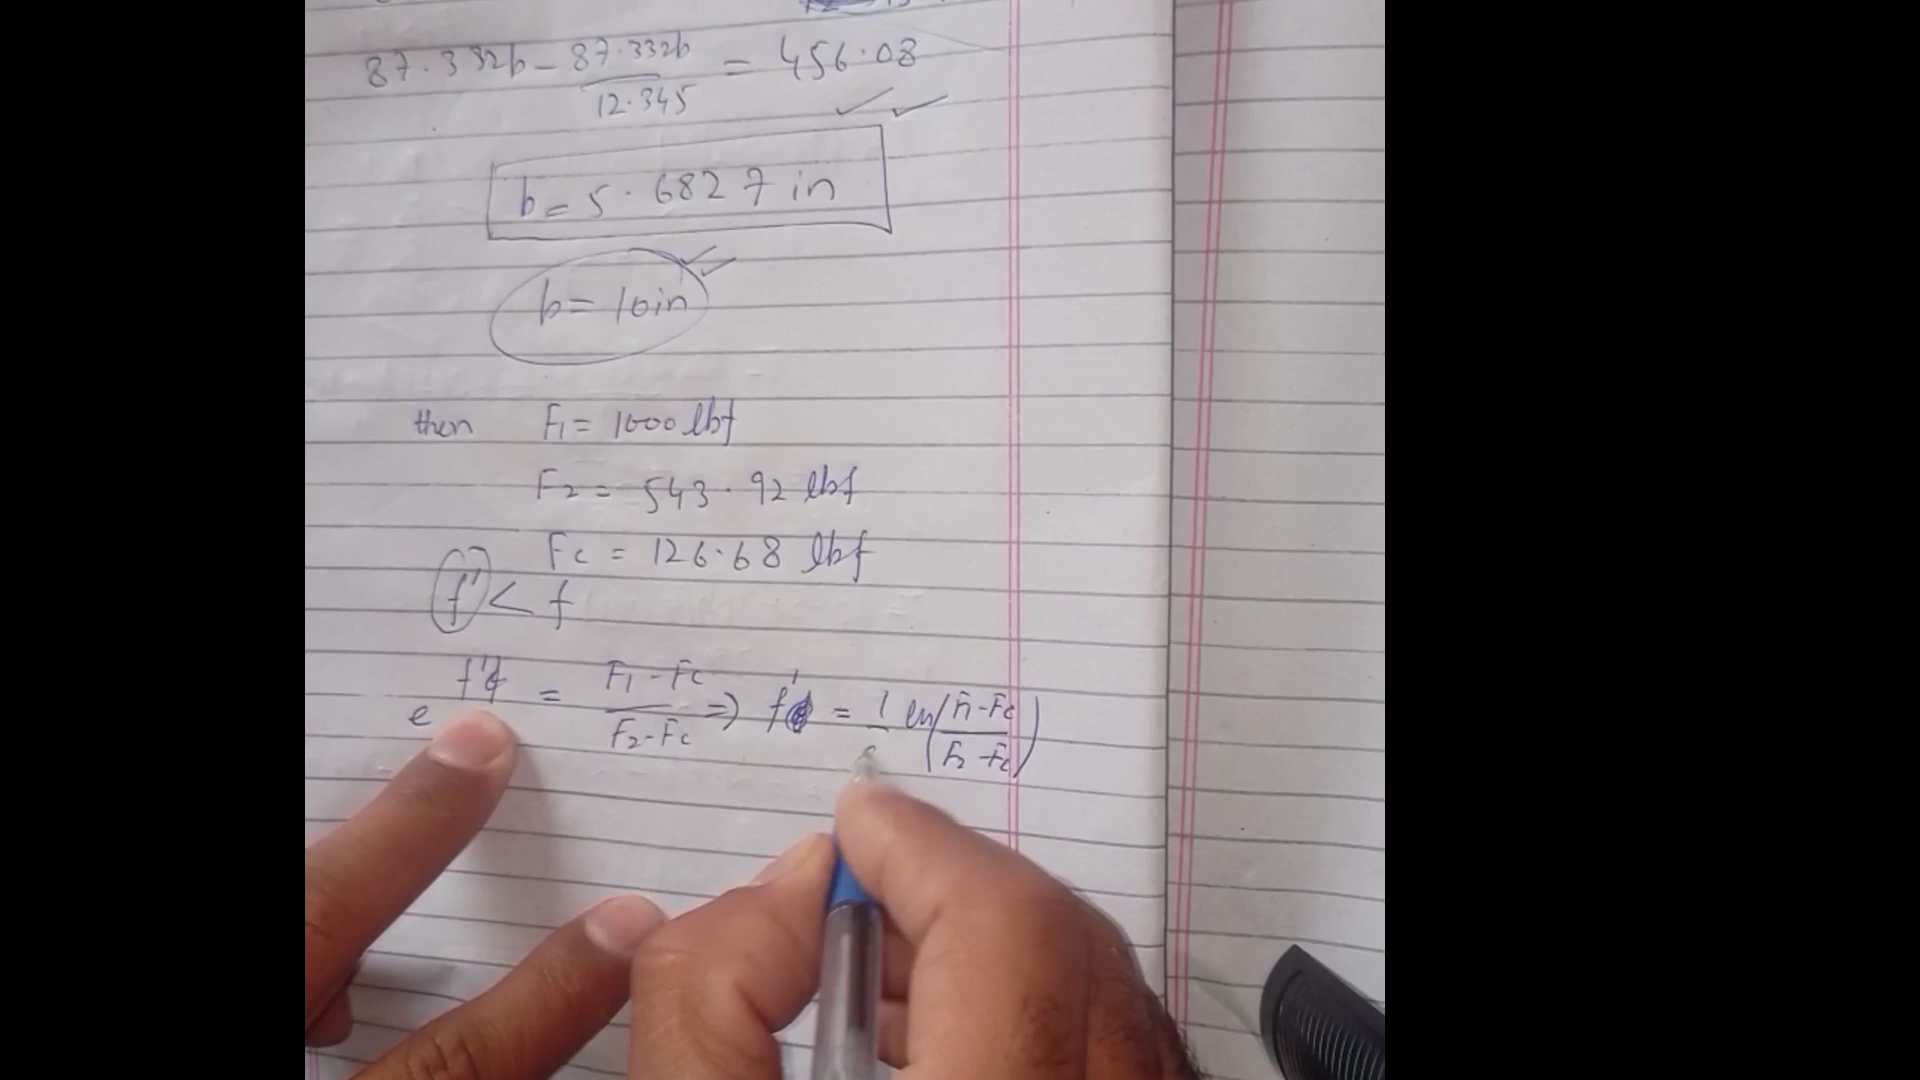 87.332b - 87.332b/12.345 = 456.08
b = 5.6827 in
b = 10in
then F1 = 1000 lbf
F2 = 543.92 lbf
Fc = 126.68 lbf
f' < f
e^f'φ = F1 - Fc / F2 - Fc ⇒ f' = 1/ ln(F1 - Fc / F2 - Fc)